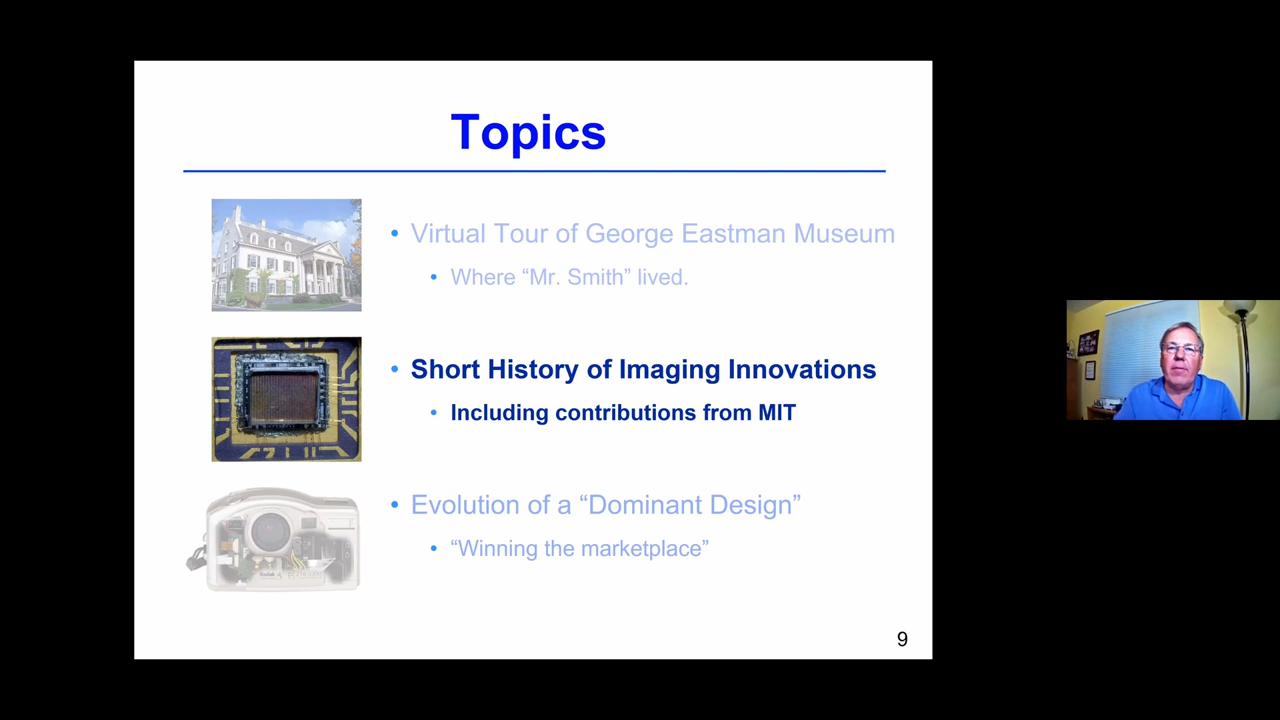 Topics
• Virtual Tour of George Eastman Museum
• Where “Mr. Smith” lived.
• Short History of Imaging Innovations
• Including contributions from MIT
• Evolution of a “Dominant Design”
• “Winning the marketplace”
9